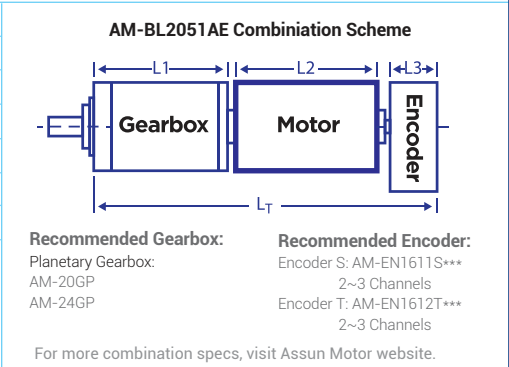 AM-BL2051AE Combiniation Scheme
L1
L2
L3
Gearbox
Motor
Encoder
LT
Recommended Gearbox:
Planetary Gearbox:
AM-20GP
AM-24GP
Recommended Encoder:
Encoder S: AM-EN1611S***
2~3 Channels
Encoder T: AM-EN1612T***
2~3 Channels
For more combination specs, visit Assun Motor website.